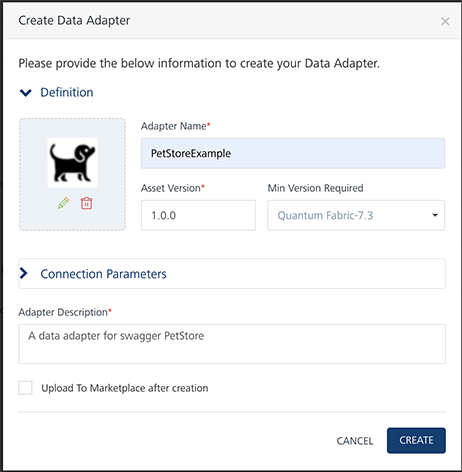 Create Data Adapter
Please provide the below information to create your Data Adapter.
Definition
Adapter Name*
PetStoreExample
Asset Version*
Min Version Required
1.0.0
Quantum Fabric-7.3
Connection Parameters
Adapter Description*
A data adapter for swagger PetStore
Upload To Marketplace after creation
CANCEL
CREATE